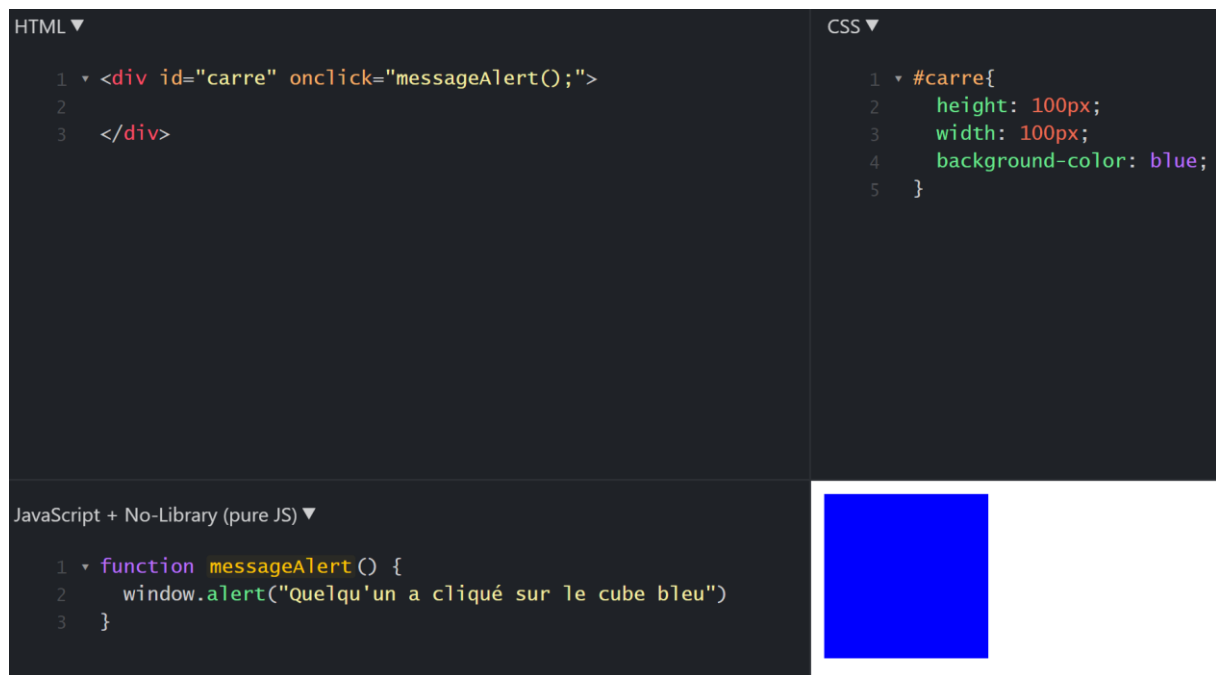 HTML ▼
1 ▾ <div id="carre" onclick="messageAlert();">
2
3 </div>
CSS ▼
1 ▾ #carre{
2 height: 100px;
3 width: 100px;
4 background-color: blue;
5 }
JavaScript + No-Library (pure JS) ▼
1 ▾ function messageAlert() {
2 window.alert("Quelqu'un a cliqué sur le cube bleu")
3 }